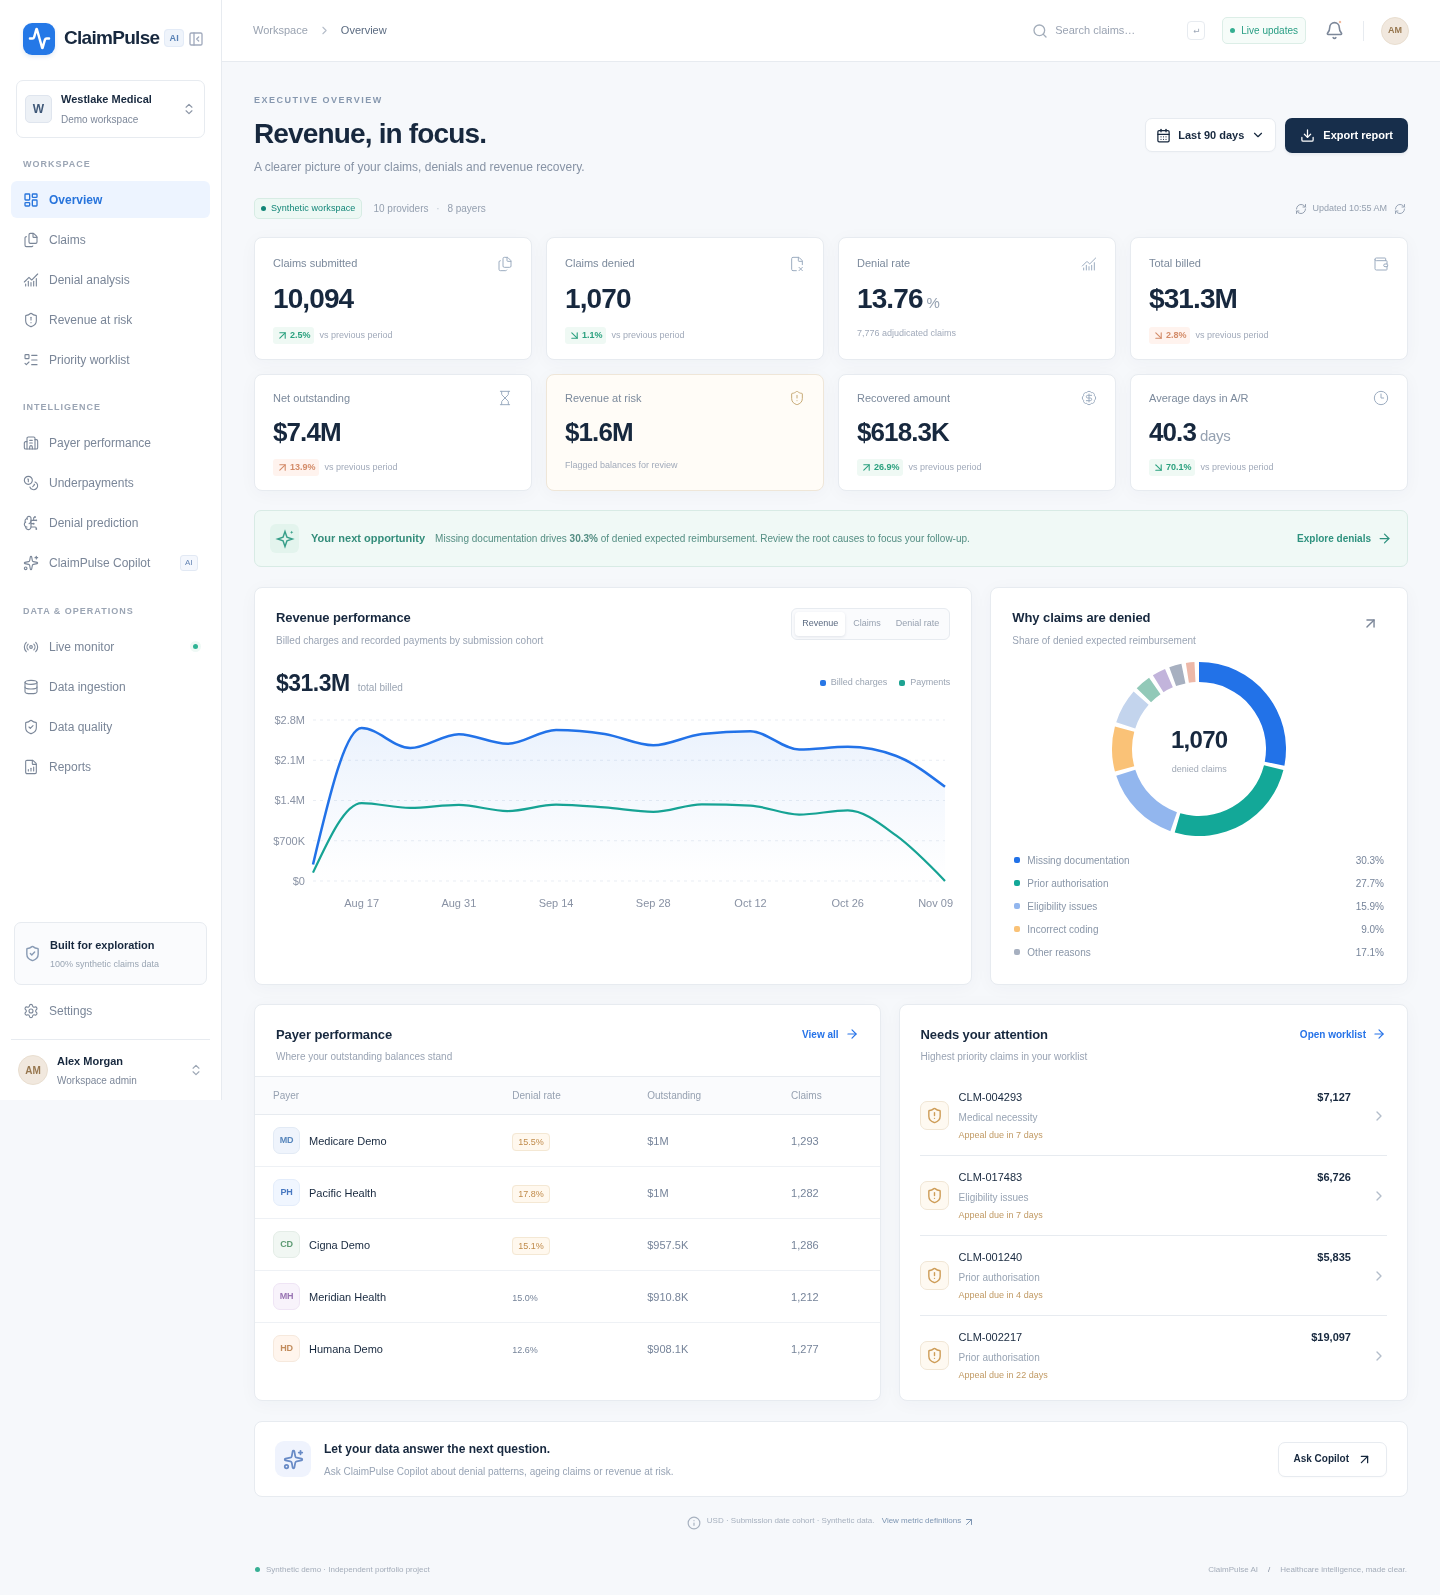 ClaimPulse AI
W Westlake Medical
Demo workspace
WORKSPACE
Overview
Claims
Denial analysis
Revenue at risk
Priority worklist
INTELLIGENCE
Payer performance
Underpayments
Denial prediction
ClaimPulse Copilot AI
DATA & OPERATIONS
Live monitor
Data ingestion
Data quality
Reports
Built for exploration
100% synthetic claims data
Settings
AM Alex Morgan
Workspace admin
Workspace Overview
Search claims…
Live updates
AM
EXECUTIVE OVERVIEW
Revenue, in focus.
A clearer picture of your claims, denials and revenue recovery.
Last 90 days
Export report
Synthetic workspace 10 providers · 8 payers
Updated 10:55 AM
Claims submitted
10,094
2.5% vs previous period
Claims denied
1,070
1.1% vs previous period
Denial rate
13.76 %
7,776 adjudicated claims
Total billed
$31.3M
2.8% vs previous period
Net outstanding
$7.4M
13.9% vs previous period
Revenue at risk
$1.6M
Flagged balances for review
Recovered amount
$618.3K
26.9% vs previous period
Average days in A/R
40.3 days
70.1% vs previous period
Your next opportunity Missing documentation drives 30.3% of denied expected reimbursement. Review the root causes to focus your follow-up.
Explore denials
Revenue performance
Billed charges and recorded payments by submission cohort
Revenue Claims Denial rate
$31.3M total billed
Billed charges Payments
$2.8M
$2.1M
$1.4M
$700K
$0
Aug 17 Aug 31 Sep 14 Sep 28 Oct 12 Oct 26 Nov 09
Why claims are denied
Share of denied expected reimbursement
1,070
denied claims
Missing documentation 30.3%
Prior authorisation 27.7%
Eligibility issues 15.9%
Incorrect coding 9.0%
Other reasons 17.1%
Payer performance
Where your outstanding balances stand
View all
Payer Denial rate Outstanding Claims
MD Medicare Demo 15.5% $1M 1,293
PH Pacific Health 17.8% $1M 1,282
CD Cigna Demo 15.1% $957.5K 1,286
MH Meridian Health 15.0% $910.8K 1,212
HD Humana Demo 12.6% $908.1K 1,277
Needs your attention
Highest priority claims in your worklist
Open worklist
CLM-004293 $7,127
Medical necessity
Appeal due in 7 days
CLM-017483 $6,726
Eligibility issues
Appeal due in 7 days
CLM-001240 $5,835
Prior authorisation
Appeal due in 4 days
CLM-002217 $19,097
Prior authorisation
Appeal due in 22 days
Let your data answer the next question.
Ask ClaimPulse Copilot about denial patterns, ageing claims or revenue at risk.
Ask Copilot
USD · Submission date cohort · Synthetic data. View metric definitions
Synthetic demo · Independent portfolio project
ClaimPulse AI / Healthcare intelligence, made clear.